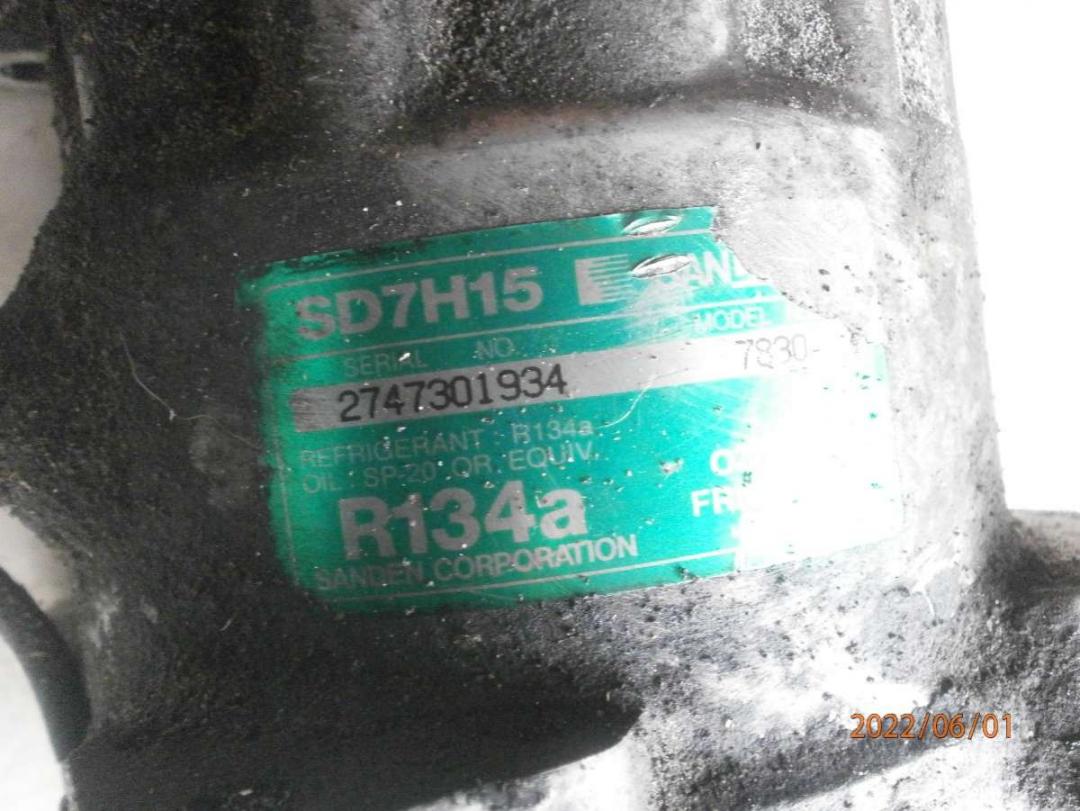 SD7H15
SERIAL NO. MODEL
2747301934 7830-
REFRIGERANT : R134a
OIL : SP-20 OR EQUIV.
R134a
SANDEN CORPORATION
2022/06/01